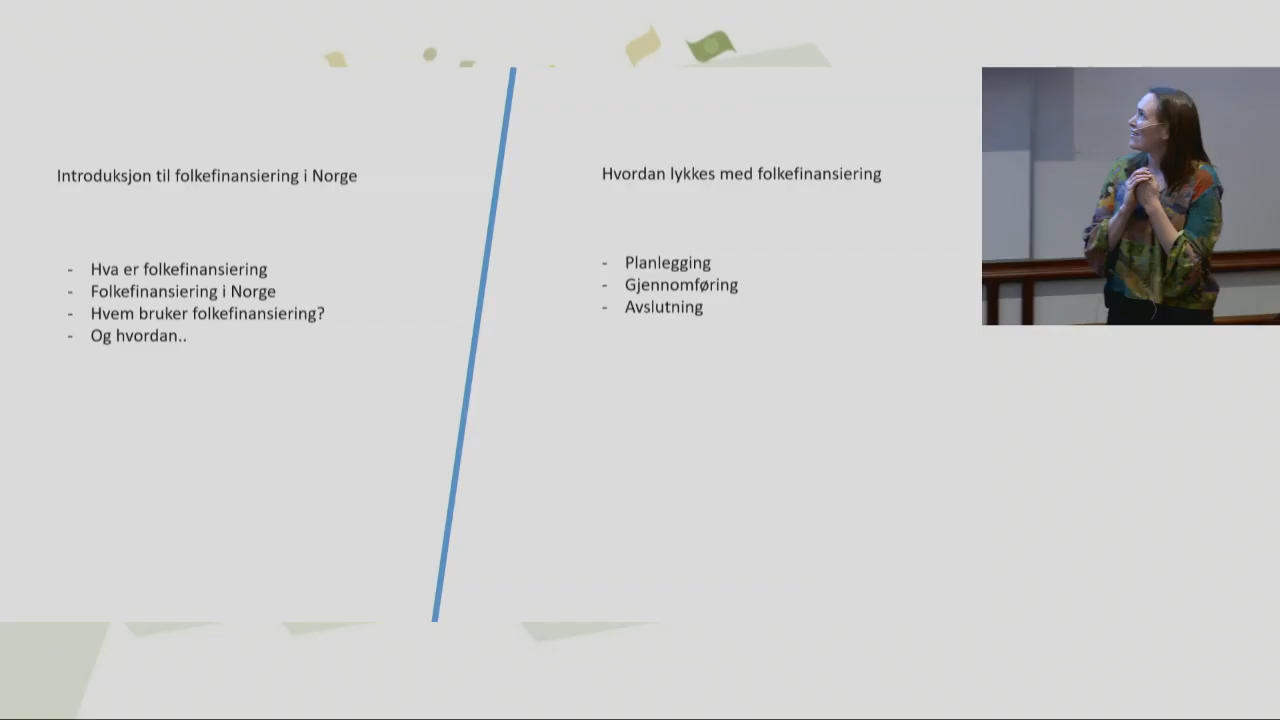 Introduksjon til folkefinansiering i Norge
- Hva er folkefinansiering
- Folkefinansiering i Norge
- Hvem bruker folkefinansiering?
- Og hvordan..
Hvordan lykkes med folkefinansiering
- Planlegging
- Gjennomføring
- Avslutning